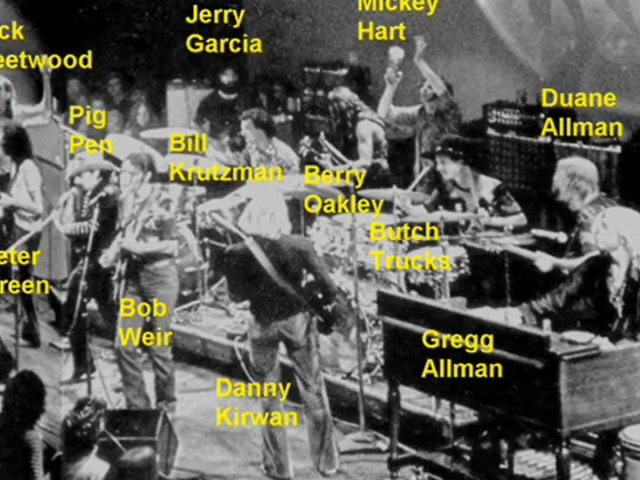 Jerry
Garcia
Mickey
Hart
ck
eetwood
Duane
Allman
Pig
Pen
Bill
Krutzman
Berry
Oakley
Butch
Trucks
eter
reen
Bob
Weir
Gregg
Allman
Danny
Kirwan